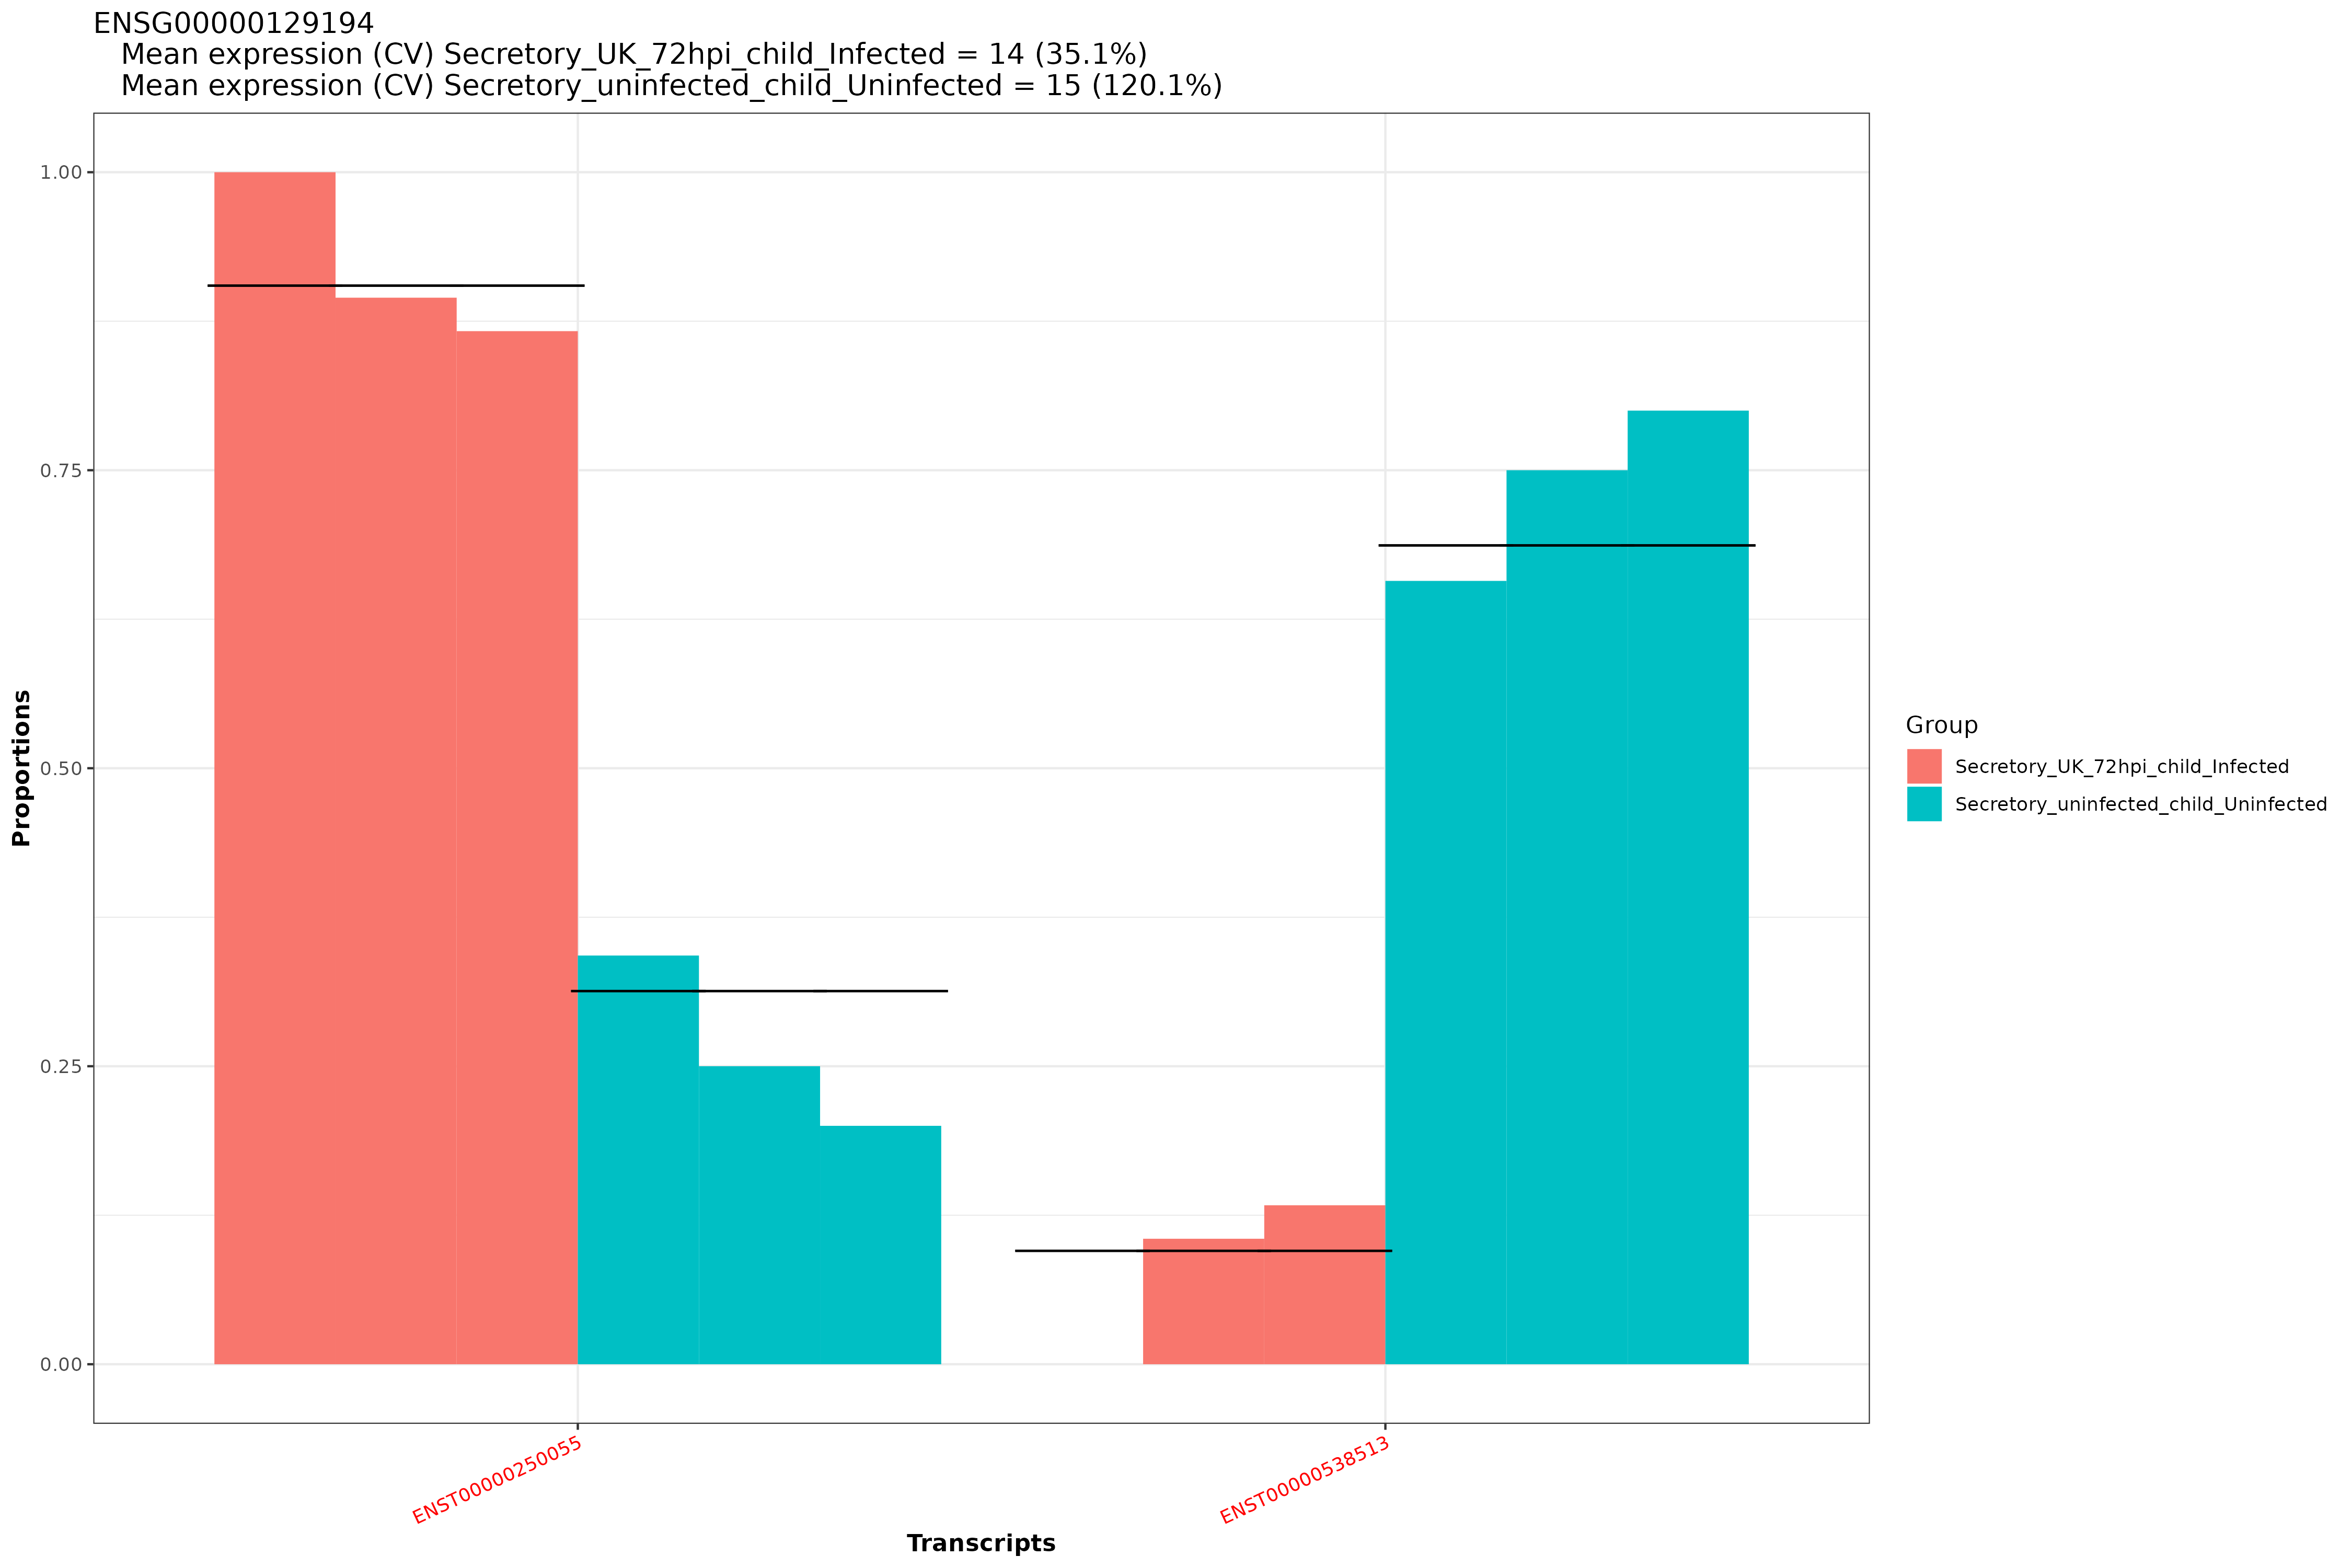 ENSG00000129194
Mean expression (CV) Secretory_UK_72hpi_child_Infected = 14 (35.1%)
Mean expression (CV) Secretory_uninfected_child_Uninfected = 15 (120.1%)
1.00
0.75
0.50
0.25
0.00
Proportions
ENST00000250055
ENST00000538513
Transcripts
Group
Secretory_UK_72hpi_child_Infected
Secretory_uninfected_child_Uninfected